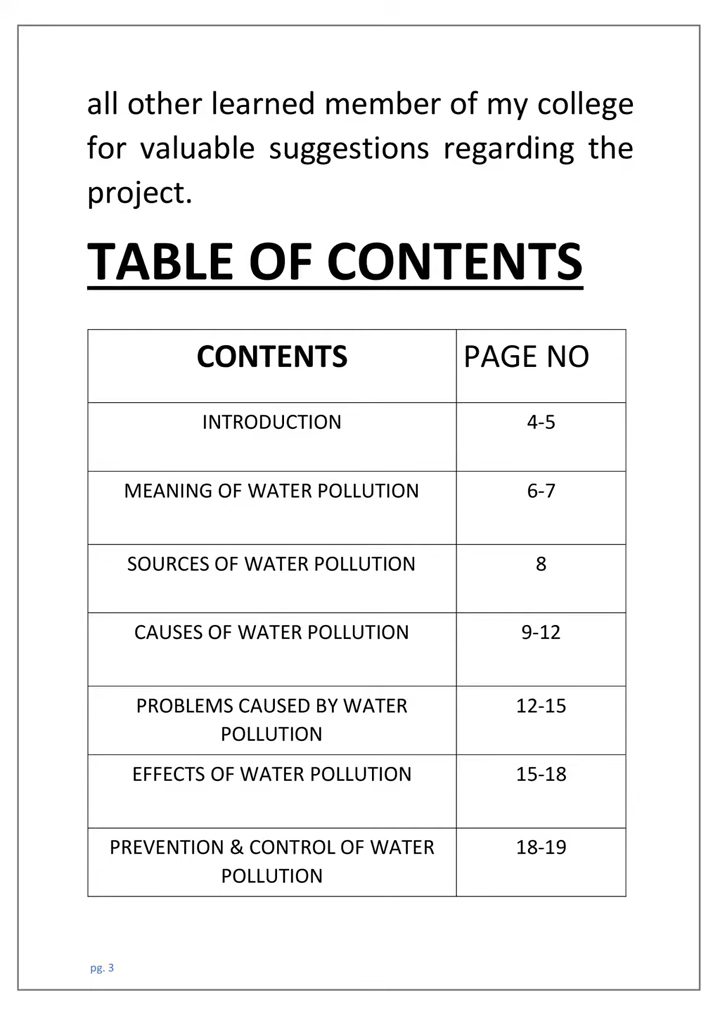 all other learned member of my college
for valuable suggestions regarding the
project.
TABLE OF CONTENTS
CONTENTS PAGE NO
INTRODUCTION 4-5
MEANING OF WATER POLLUTION 6-7
SOURCES OF WATER POLLUTION 8
CAUSES OF WATER POLLUTION 9-12
PROBLEMS CAUSED BY WATER 12-15
POLLUTION
EFFECTS OF WATER POLLUTION 15-18
PREVENTION & CONTROL OF WATER 18-19
POLLUTION
pg. 3